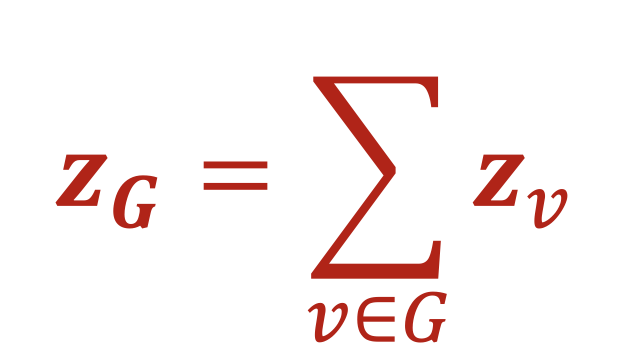 z_G = ∑_{v∈G} z_v